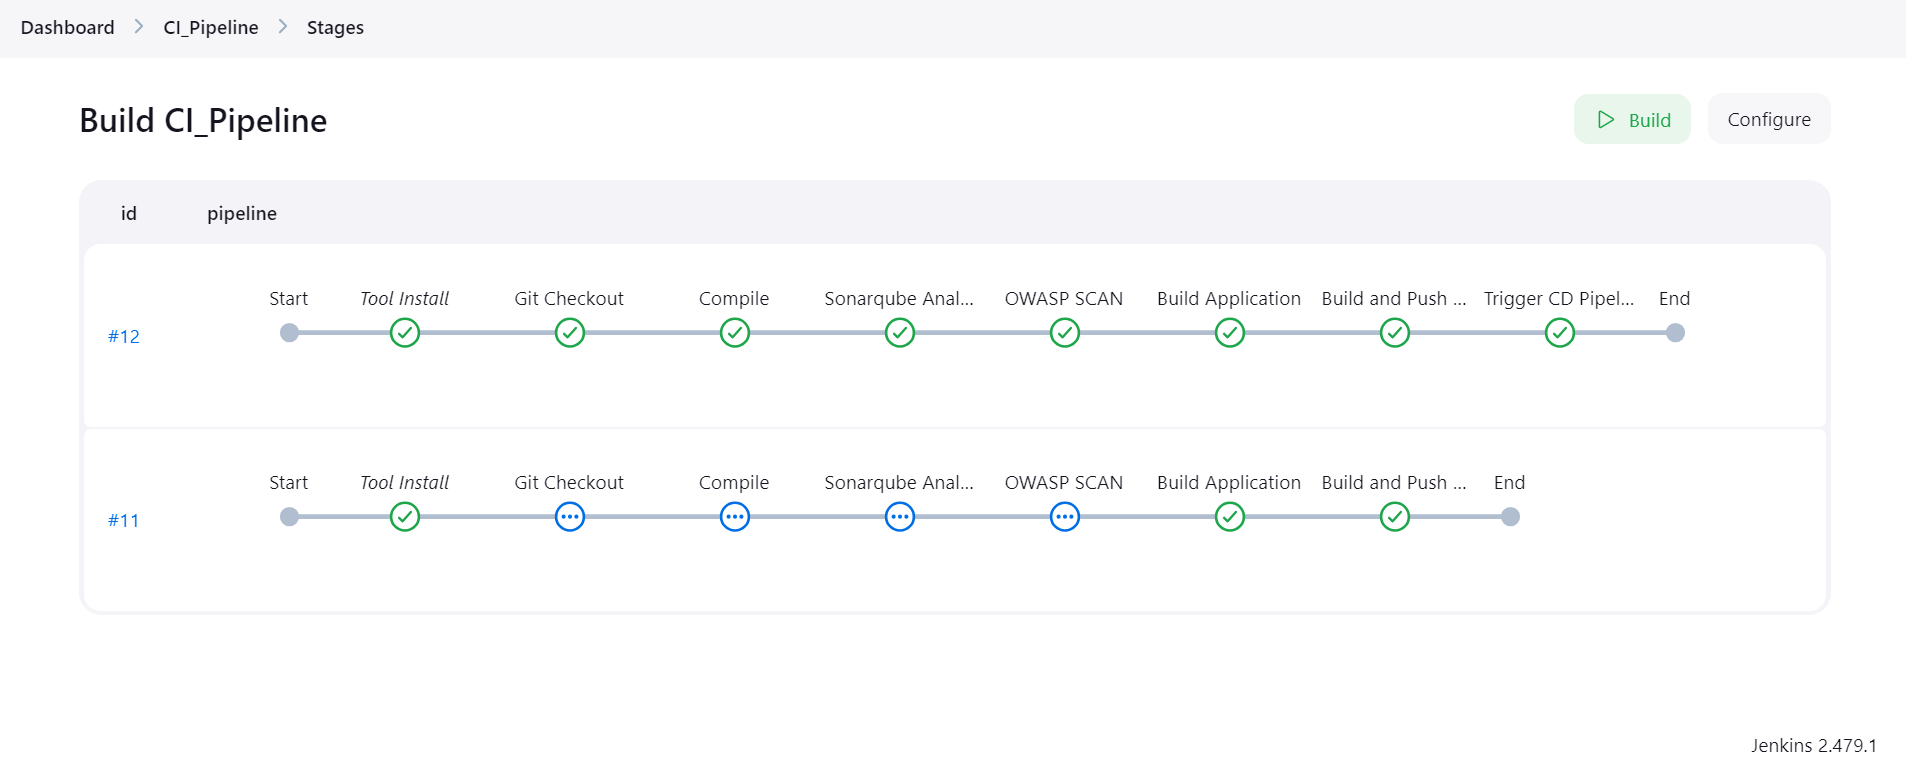 Dashboard > CI_Pipeline > Stages
Build CI_Pipeline
Build Configure
id pipeline
Start Tool Install Git Checkout Compile Sonarqube Anal... OWASP SCAN Build Application Build and Push ... Trigger CD Pipel... End
#12
Start Tool Install Git Checkout Compile Sonarqube Anal... OWASP SCAN Build Application Build and Push ... End
#11
Jenkins 2.479.1